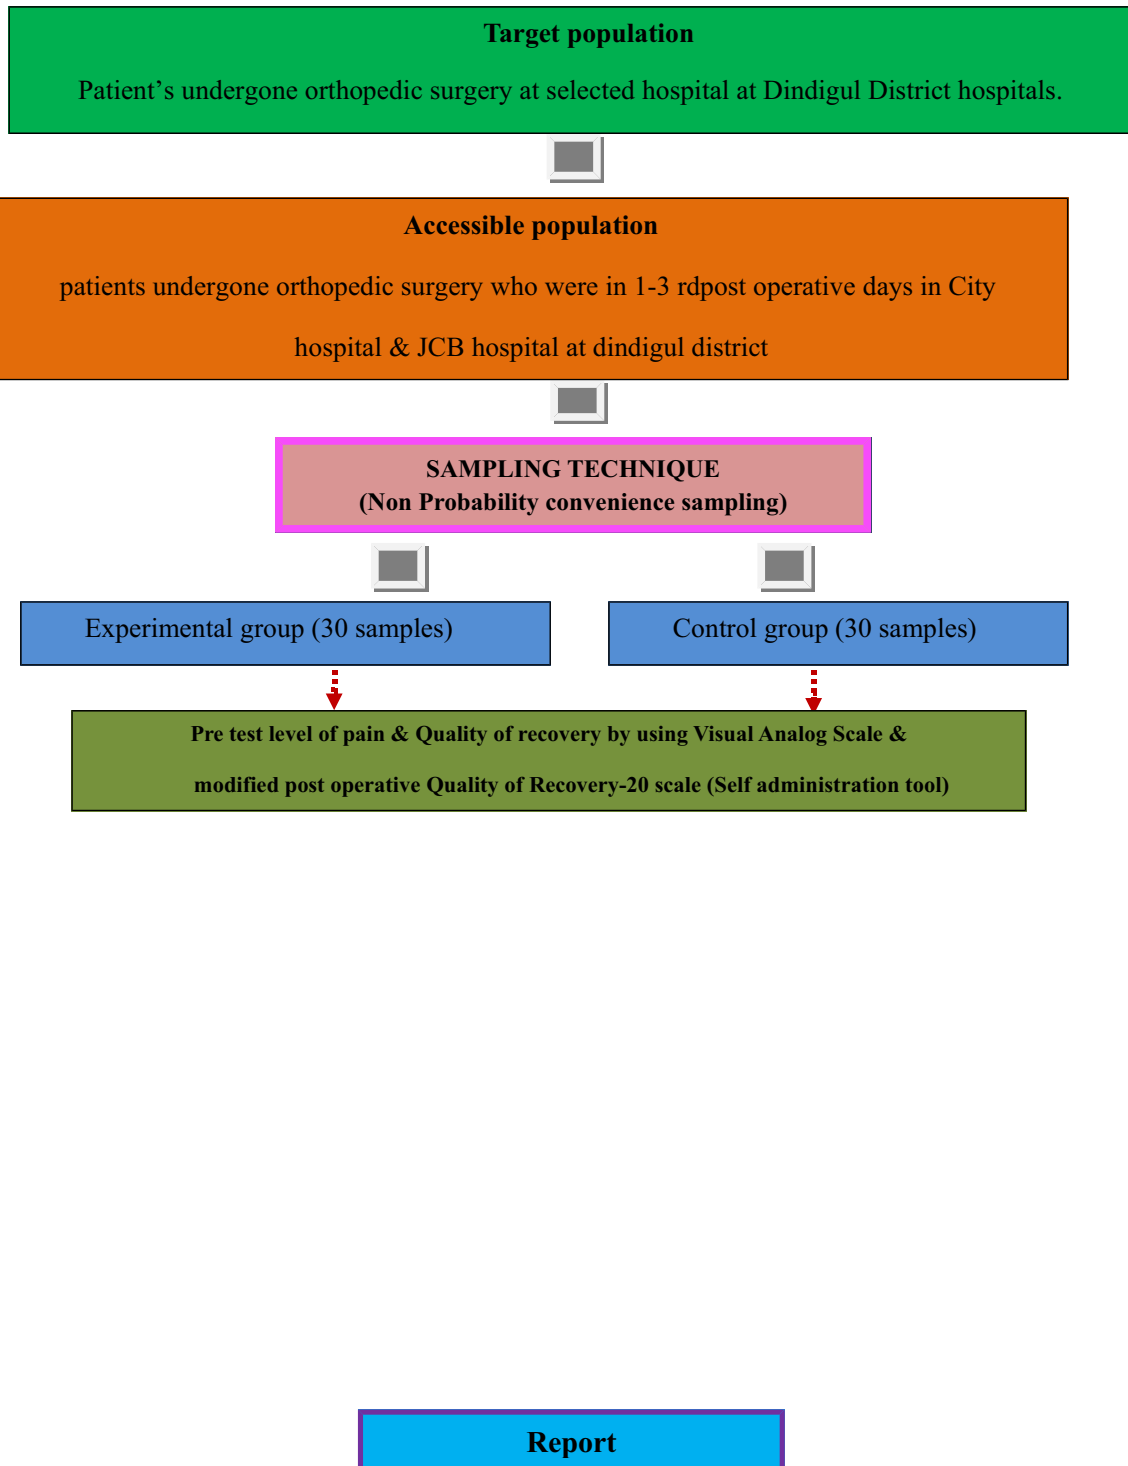 Target population
Patient’s undergone orthopedic surgery at selected hospital at Dindigul District hospitals.
Accessible population
patients undergone orthopedic surgery who were in 1-3 rdpost operative days in City
hospital & JCB hospital at dindigul district
SAMPLING TECHNIQUE
(Non Probability convenience sampling)
Experimental group (30 samples)
Control group (30 samples)
Pre test level of pain & Quality of recovery by using Visual Analog Scale &
modified post operative Quality of Recovery-20 scale (Self administration tool)
Report